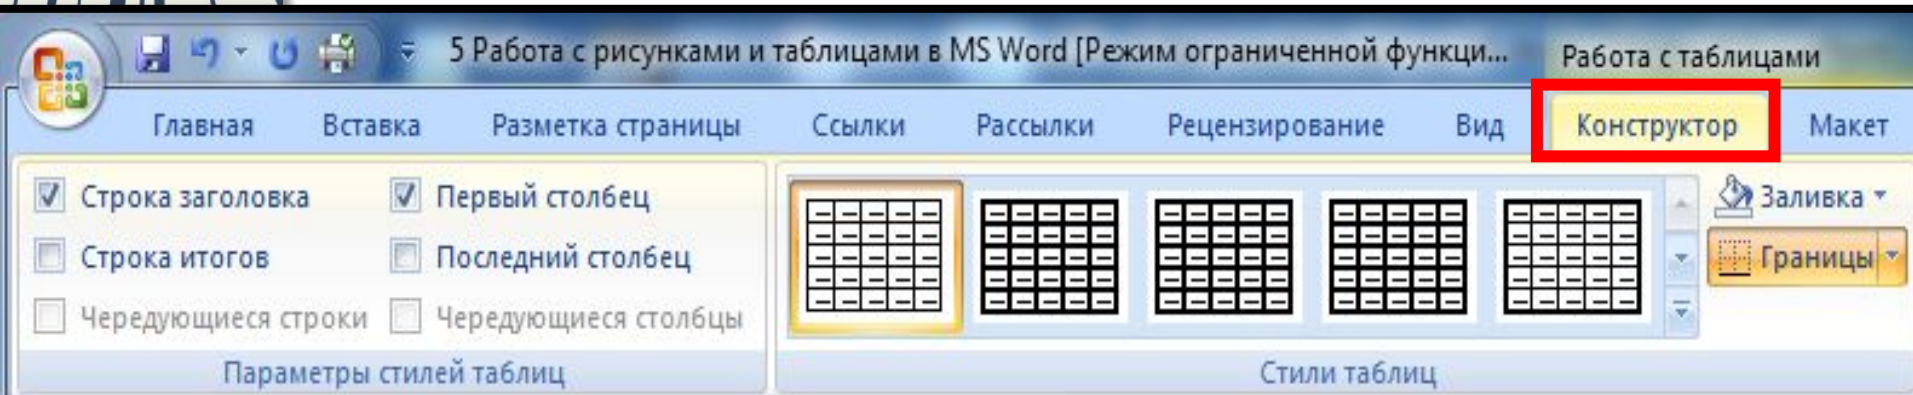 5 Работа с рисунками и таблицами в MS Word [Режим ограниченной функци... Работа с таблицами
Главная Вставка Разметка страницы Ссылки Рассылки Рецензирование Вид Конструктор Макет
Строка заголовка Первый столбец Заливка
Строка итогов Последний столбец Границы
Чередующиеся строки Чередующиеся столбцы
Параметры стилей таблиц Стили таблиц